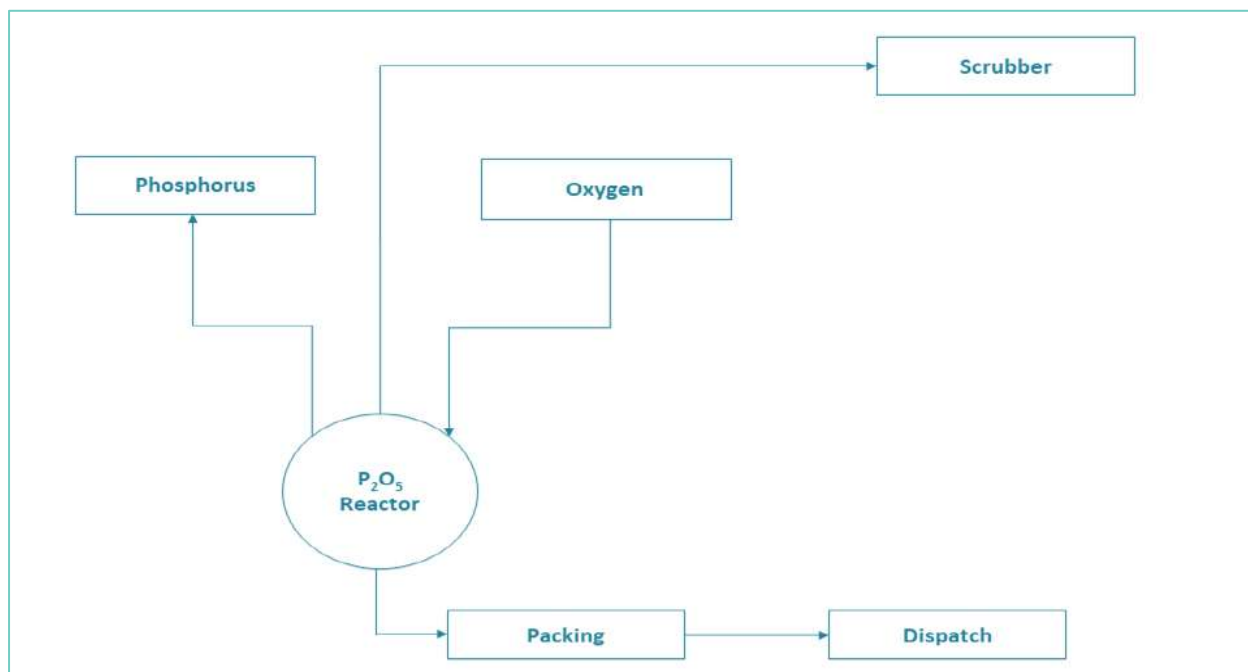 Scrubber
Phosphorus
Oxygen
P₂O₅
Reactor
Packing
Dispatch